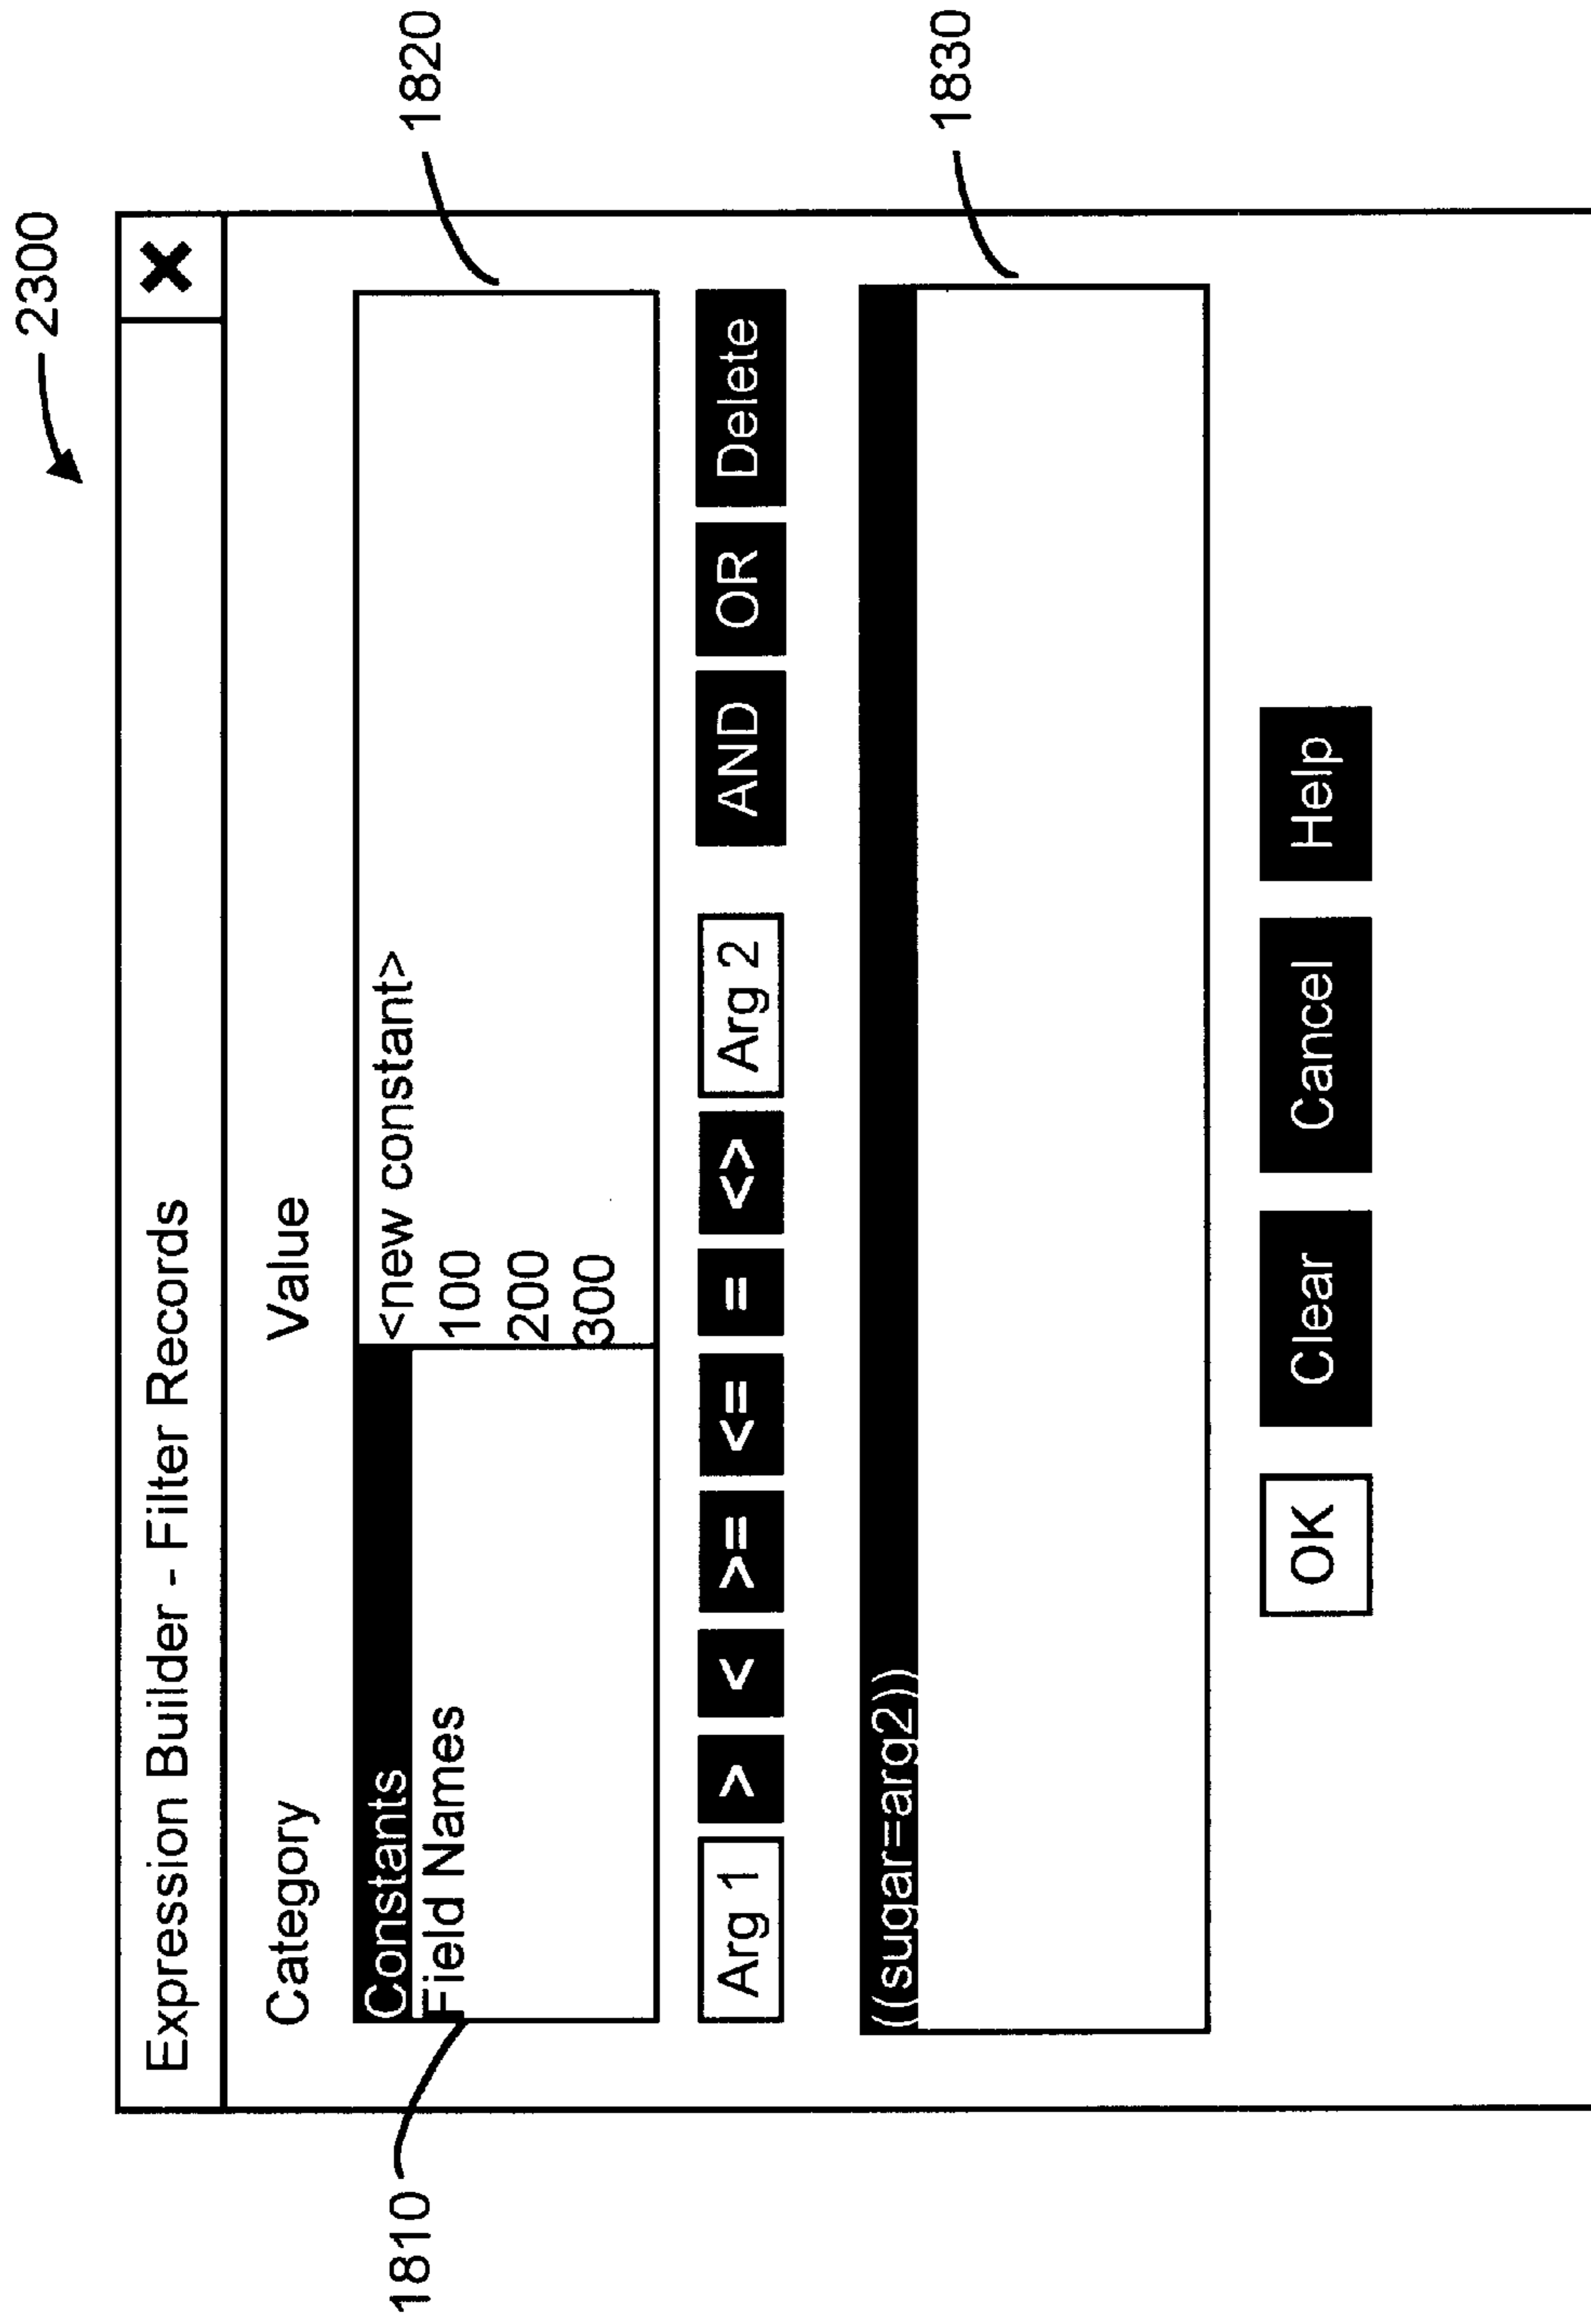 2300
Expression Builder - Filter Records
Category Value
1810
1820
Constants <new constant>
Field Names 100
200
300
Arg 1 > < >= <= = <> Arg 2 AND OR Delete
1830
((sugar=arg2))
OK Clear Cancel Help